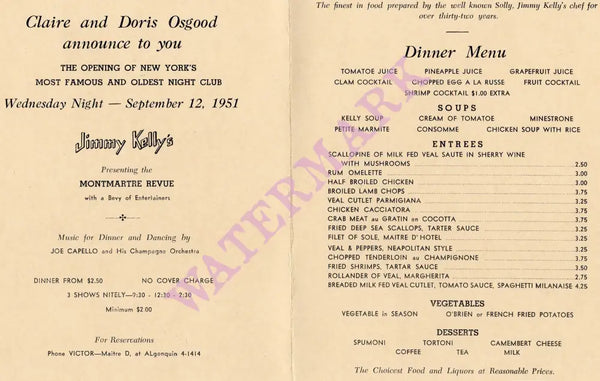 Claire and Doris Osgood
announce to you
THE OPENING OF NEW YORK'S
MOST FAMOUS AND OLDEST NIGHT CLUB
Wednesday Night — September 12, 1951
Jimmy Kelly's
Presenting the
MONTMARTRE REVUE
with a Bevy of Entertainers
Music for Dinner and Dancing by
JOE CAPELLO and His Champagne Orchestra
DINNER FROM $2.50 NO COVER CHARGE
3 SHOWS NITELY—7:30 - 12:30 - 2:30
Minimum $2.00
For Reservations
Phone VICTOR—Maitre D, at ALgonquin 4-1414
The finest in food prepared by the well known Solly, Jimmy Kelly's chef for
over thirty-two years.
Dinner Menu
TOMATOE JUICE PINEAPPLE JUICE GRAPEFRUIT JUICE
CLAM COCKTAIL CHOPPED EGG A LA RUSSE FRUIT COCKTAIL
SHRIMP COCKTAIL $1.00 EXTRA
SOUPS
KELLY SOUP CREAM OF TOMATOE MINESTRONE
PETITE MARMITE CONSOMME CHICKEN SOUP WITH RICE
ENTREES
SCALLOPINE OF MILK FED VEAL SAUTE IN SHERRY WINE
WITH MUSHROOMS 2.50
RUM OMELETTE 3.00
HALF BROILED CHICKEN 3.00
BROILED LAMB CHOPS 3.75
VEAL CUTLET PARMIGIANA 3.25
CHICKEN CACCIATORA 3.25
CRAB MEAT au GRATIN en COCOTTA 3.75
FRIED DEEP SEA SCALLOPS, TARTER SAUCE 3.25
FILET OF SOLE, MAITRE D'HOTEL 3.25
VEAL & PEPPERS, NEAPOLITAN STYLE 3.25
CHOPPED TENDERLOIN au CHAMPIGNONE 3.75
FRIED SHRIMPS, TARTAR SAUCE 3.50
ROLLANDER OF VEAL, MARGHERITA 2.75
BREADED MILK FED VEAL CUTLET, TOMATO SAUCE, SPAGHETTI MILANAISE 4.25
VEGETABLES
VEGETABLE in SEASON O'BRIEN or FRENCH FRIED POTATOES
DESSERTS
SPUMONI TORTONI CAMEMBERT CHEESE
COFFEE TEA MILK
The Choicest Food and Liquors at Reasonable Prices.
WATERMARK